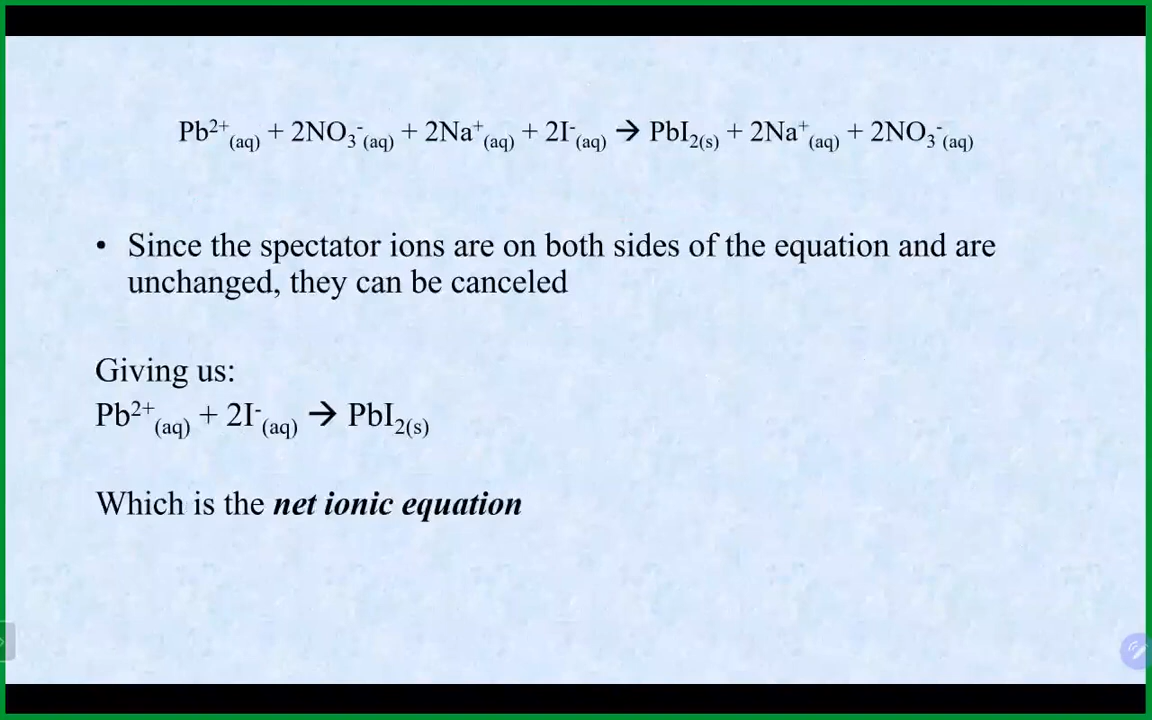 Pb²⁺(aq) + 2NO₃⁻(aq) + 2Na⁺(aq) + 2I⁻(aq) → PbI₂(s) + 2Na⁺(aq) + 2NO₃⁻(aq)
• Since the spectator ions are on both sides of the equation and are
unchanged, they can be canceled
Giving us:
Pb²⁺(aq) + 2I⁻(aq) → PbI₂(s)
Which is the net ionic equation